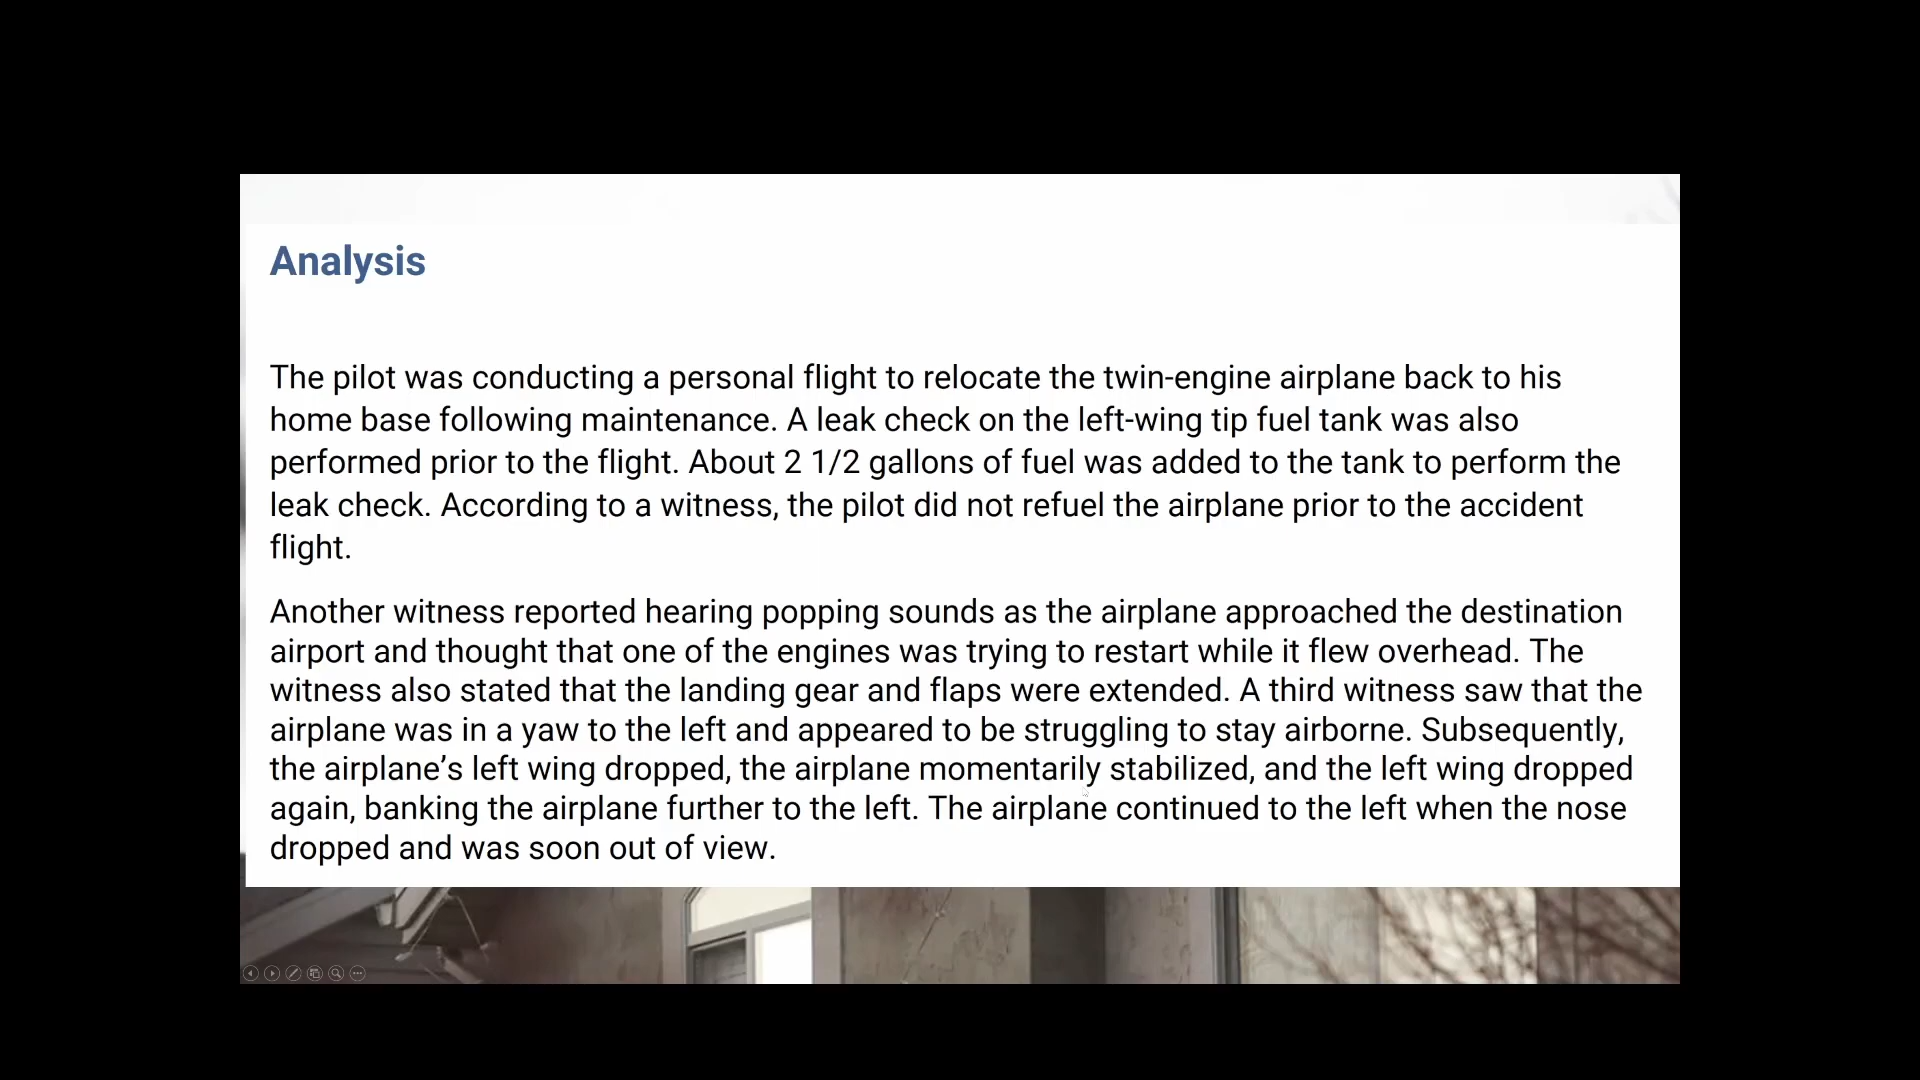 Analysis
The pilot was conducting a personal flight to relocate the twin-engine airplane back to his
home base following maintenance. A leak check on the left-wing tip fuel tank was also
performed prior to the flight. About 2 1/2 gallons of fuel was added to the tank to perform the
leak check. According to a witness, the pilot did not refuel the airplane prior to the accident
flight.
Another witness reported hearing popping sounds as the airplane approached the destination
airport and thought that one of the engines was trying to restart while it flew overhead. The
witness also stated that the landing gear and flaps were extended. A third witness saw that the
airplane was in a yaw to the left and appeared to be struggling to stay airborne. Subsequently,
the airplane’s left wing dropped, the airplane momentarily stabilized, and the left wing dropped
again, banking the airplane further to the left. The airplane continued to the left when the nose
dropped and was soon out of view.